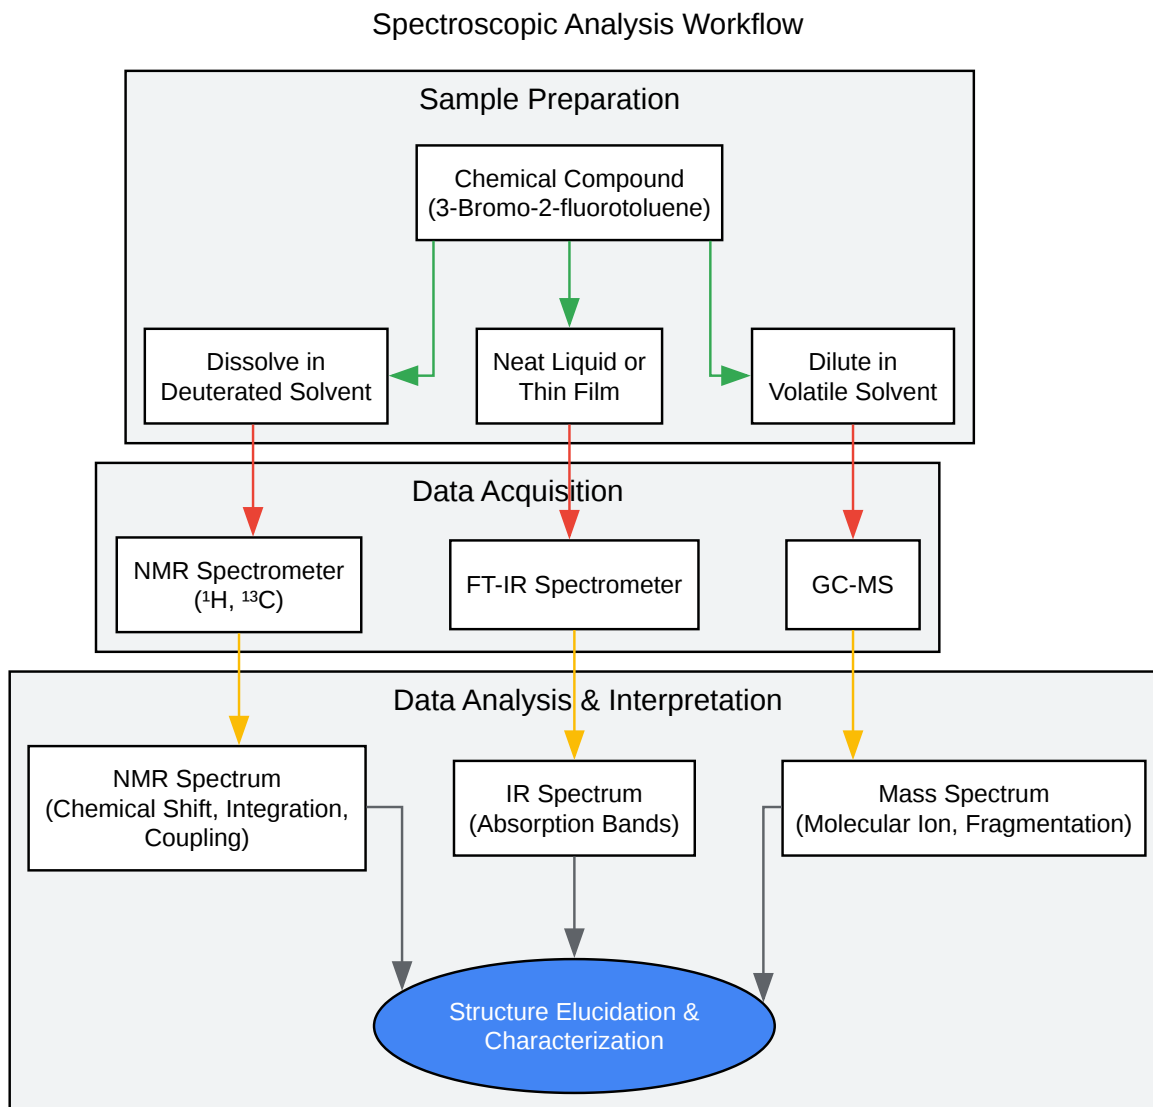 Spectroscopic Analysis Workflow
Sample Preparation
Chemical Compound
(3-Bromo-2-fluorotoluene)
Dissolve in
Deuterated Solvent
Neat Liquid or
Thin Film
Dilute in
Volatile Solvent
Data Acquisition
NMR Spectrometer
(¹H, ¹³C)
FT-IR Spectrometer
GC-MS
Data Analysis & Interpretation
NMR Spectrum
(Chemical Shift, Integration,
Coupling)
IR Spectrum
(Absorption Bands)
Mass Spectrum
(Molecular Ion, Fragmentation)
Structure Elucidation &
Characterization